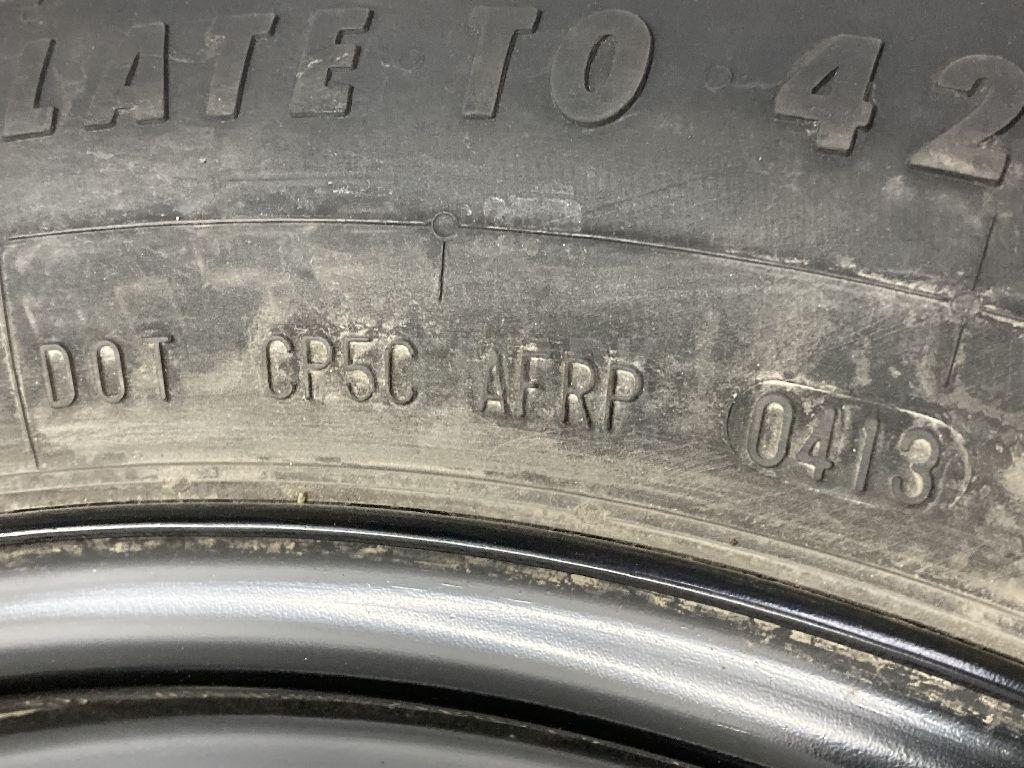 LATE TO 42
DOT CP5C AFRP 0413